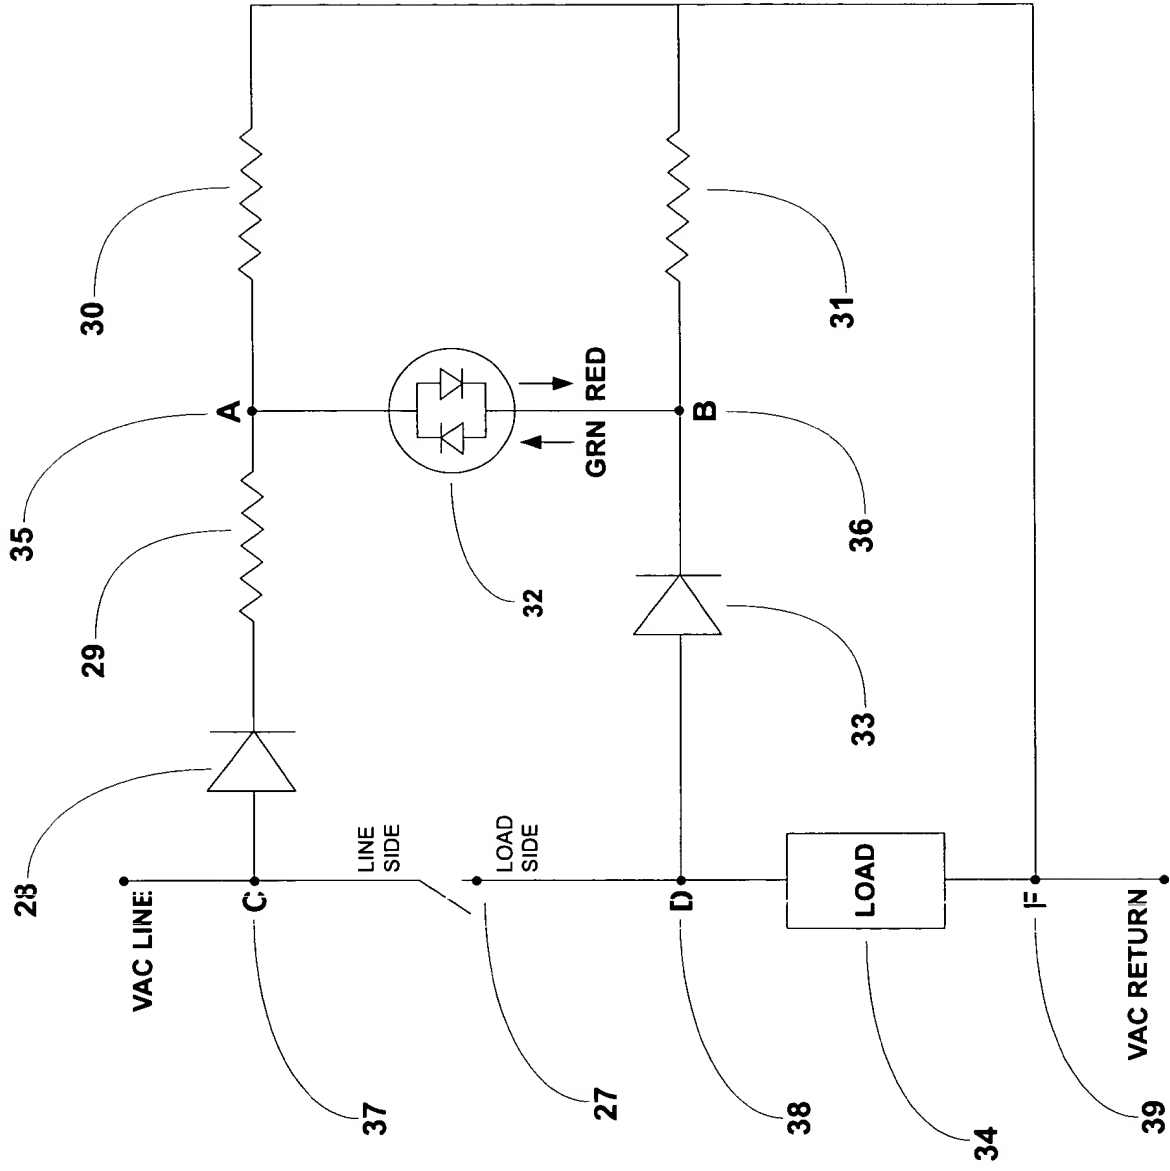 30
A
35
31
RED
GRN
B
29
32
36
33
28
LINE SIDE
LOAD SIDE
VAC LINE
C
D
LOAD
F
VAC RETURN
37
27
38
34
39